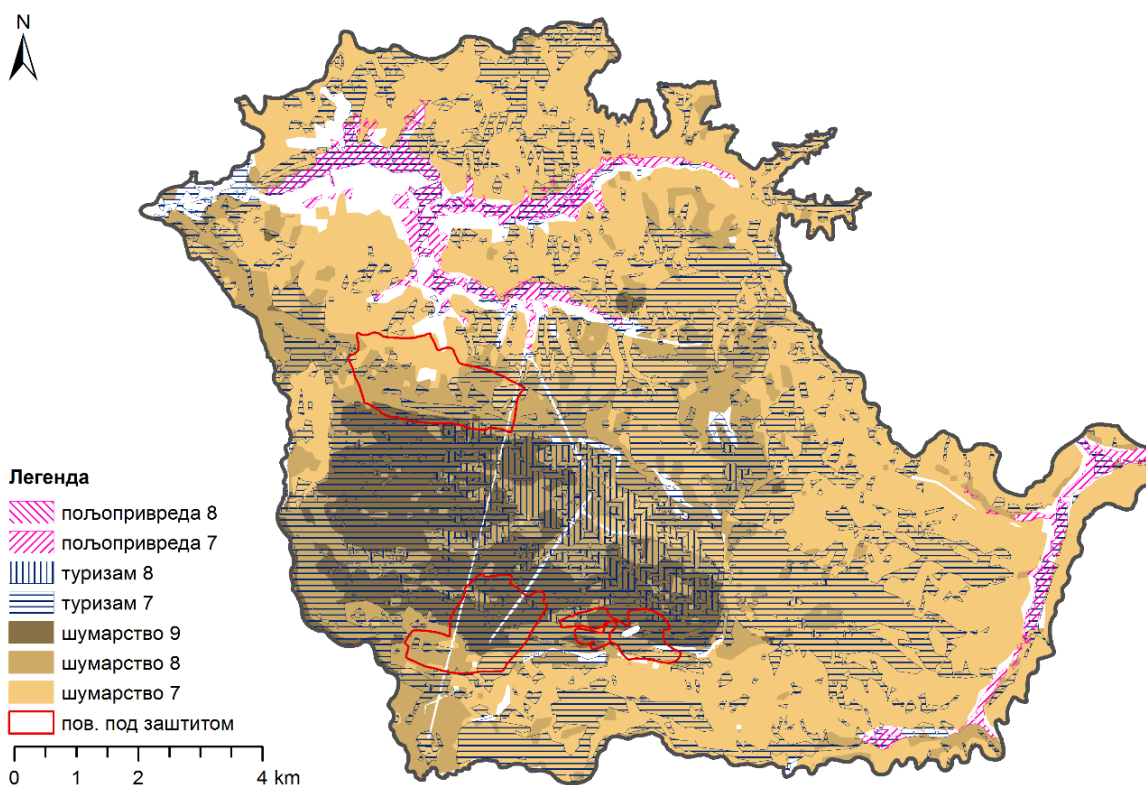 N
Легенда
пољопривреда 8
пољопривреда 7
туризам 8
туризам 7
шумарство 9
шумарство 8
шумарство 7
пов. под заштитом
0 1 2 4 km